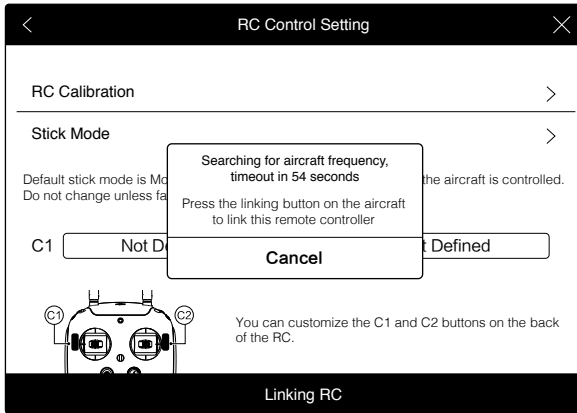 RC Control Setting
RC Calibration
Stick Mode
Searching for aircraft frequency,
timeout in 54 seconds
Default stick mode is Mo the aircraft is controlled.
Do not change unless fa
Press the linking button on the aircraft
to link this remote controller
C1 Not De t Defined
Cancel
C1 C2
You can customize the C1 and C2 buttons on the back
of the RC.
Linking RC